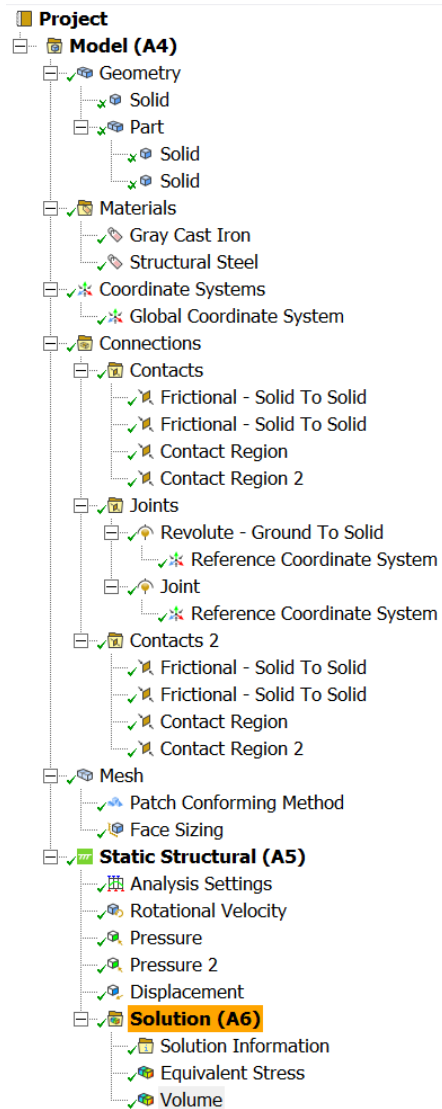 Project
Model (A4)
Geometry
Solid
Part
Solid
Solid
Materials
Gray Cast Iron
Structural Steel
Coordinate Systems
Global Coordinate System
Connections
Contacts
Frictional - Solid To Solid
Frictional - Solid To Solid
Contact Region
Contact Region 2
Joints
Revolute - Ground To Solid
Reference Coordinate System
Joint
Reference Coordinate System
Contacts 2
Frictional - Solid To Solid
Frictional - Solid To Solid
Contact Region
Contact Region 2
Mesh
Patch Conforming Method
Face Sizing
Static Structural (A5)
Analysis Settings
Rotational Velocity
Pressure
Pressure 2
Displacement
Solution (A6)
Solution Information
Equivalent Stress
Volume